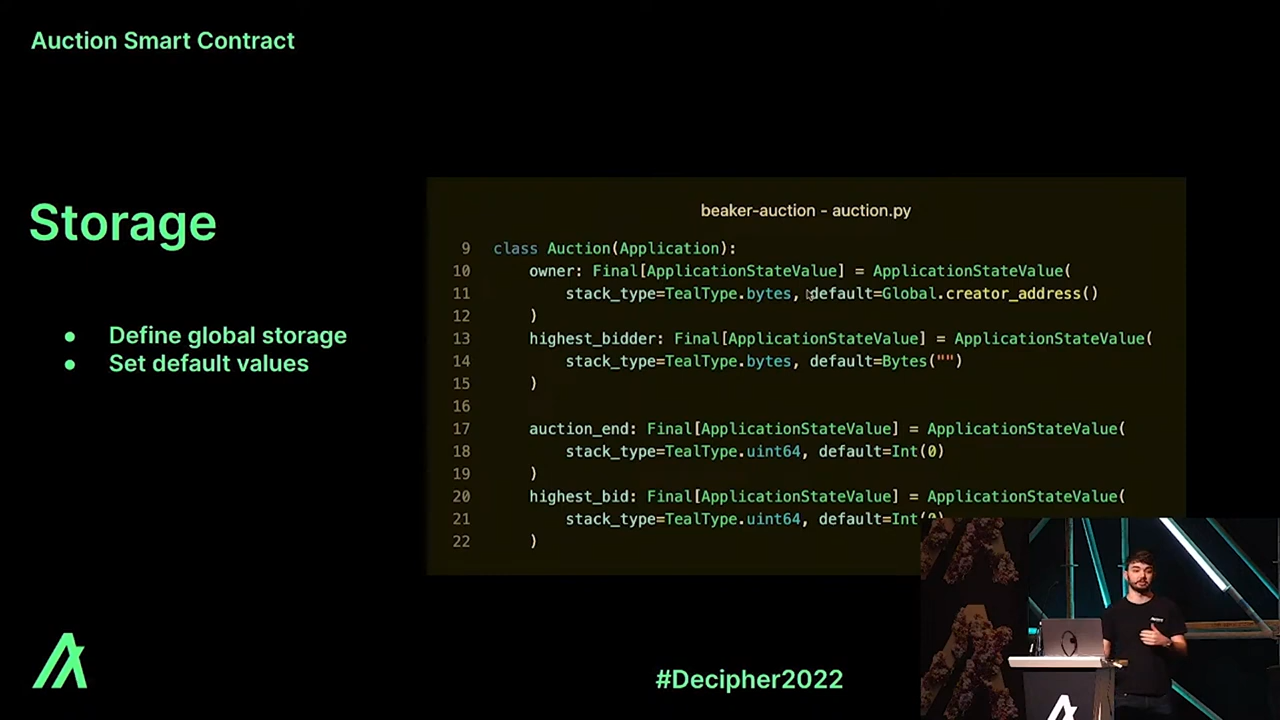 Auction Smart Contract
Storage
● Define global storage
● Set default values
beaker-auction - auction.py
9 class Auction(Application):
10 owner: Final[ApplicationStateValue] = ApplicationStateValue(
11 stack_type=TealType.bytes, default=Global.creator_address()
12 )
13 highest_bidder: Final[ApplicationStateValue] = ApplicationStateValue(
14 stack_type=TealType.bytes, default=Bytes("")
15 )
16
17 auction_end: Final[ApplicationStateValue] = ApplicationStateValue(
18 stack_type=TealType.uint64, default=Int(0)
19 )
20 highest_bid: Final[ApplicationStateValue] = ApplicationStateValue(
21 stack_type=TealType.uint64, default=Int(0)
22 )
#Decipher2022